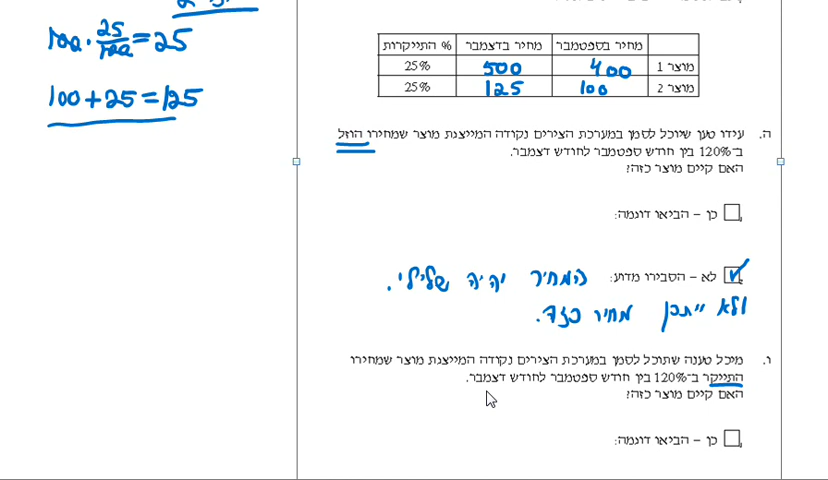 100 · 25/100 = 25
100 + 25 = 125
מחיר בספטמבר מחיר בדצמבר % התייקרות
מוצר 1 400 500 25%
מוצר 2 100 125 25%
ה. עידו טען שיוכל לסמן במערכת הצירים נקודה המייצגת מוצר שמחירו הוזל
ב־120% בין חודש ספטמבר לחודש דצמבר.
האם קיים מוצר כזה?
כן – הביאו דוגמה:
לא – הסבירו מדוע: המחיר יהיה שלילי.
ולא ייתכן מחיר כזה.
ו. מיכל טענה שתוכל לסמן במערכת הצירים נקודה המייצגת מוצר שמחירו
התייקר ב־120% בין חודש ספטמבר לחודש דצמבר.
האם קיים מוצר כזה?
כן – הביאו דוגמה: